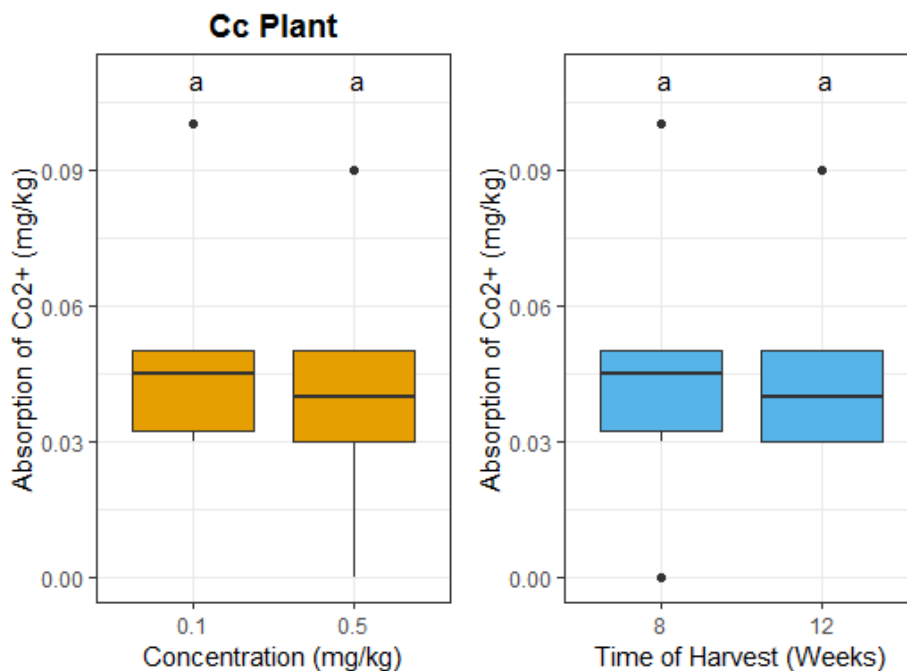 Cc Plant
a a
Absorption of Co2+ (mg/kg)
0.09
0.06
0.03
0.00
0.1 0.5
Concentration (mg/kg)
a a
Absorption of Co2+ (mg/kg)
0.09
0.06
0.03
0.00
8 12
Time of Harvest (Weeks)